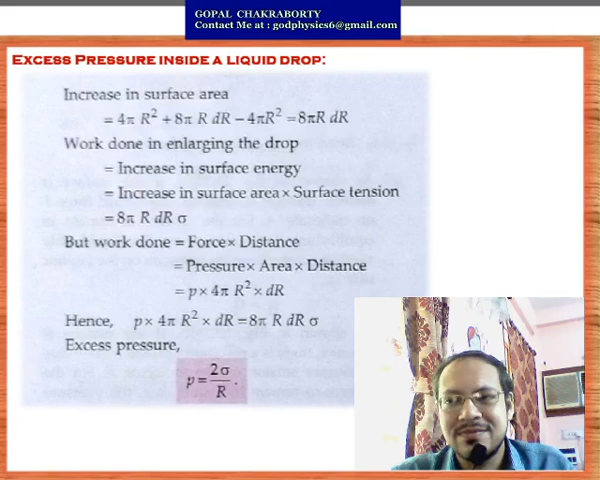 GOPAL CHAKRABORTY
Contact Me at : godphysics6@gmail.com
EXCESS PRESSURE INSIDE A LIQUID DROP:
Increase in surface area
= 4π R² + 8π R dR − 4πR² = 8πR dR
Work done in enlarging the drop
= Increase in surface energy
= Increase in surface area × Surface tension
= 8π R dR σ
But work done = Force × Distance
= Pressure × Area × Distance
= p × 4π R² × dR
Hence, p × 4π R² × dR = 8π R dR σ
Excess pressure,
p = 2σ/R.